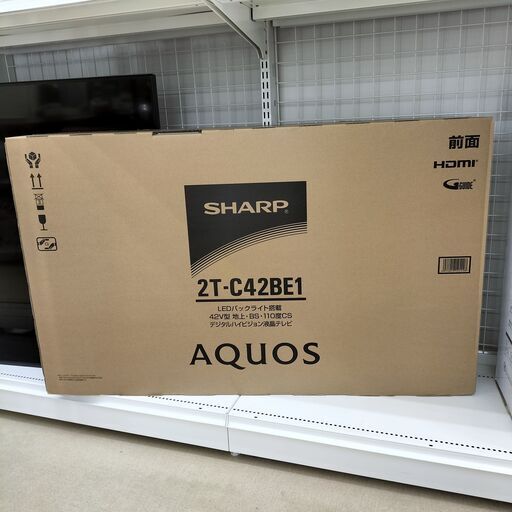 前面
HDMI
G-GUIDE
SHARP
2T-C42BE1
LEDバックライト搭載
42V型 地上・BS・110度CS
デジタルハイビジョン液晶テレビ
AQUOS